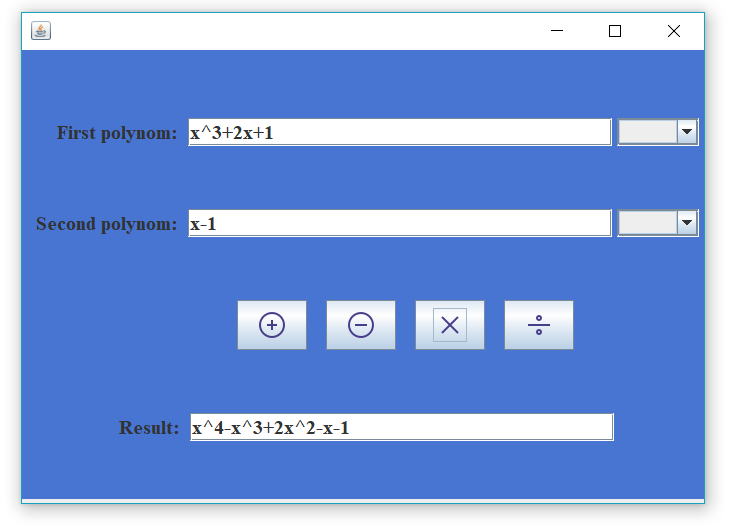 First polynom: x^3+2x+1
Second polynom: x-1
Result: x^4-x^3+2x^2-x-1